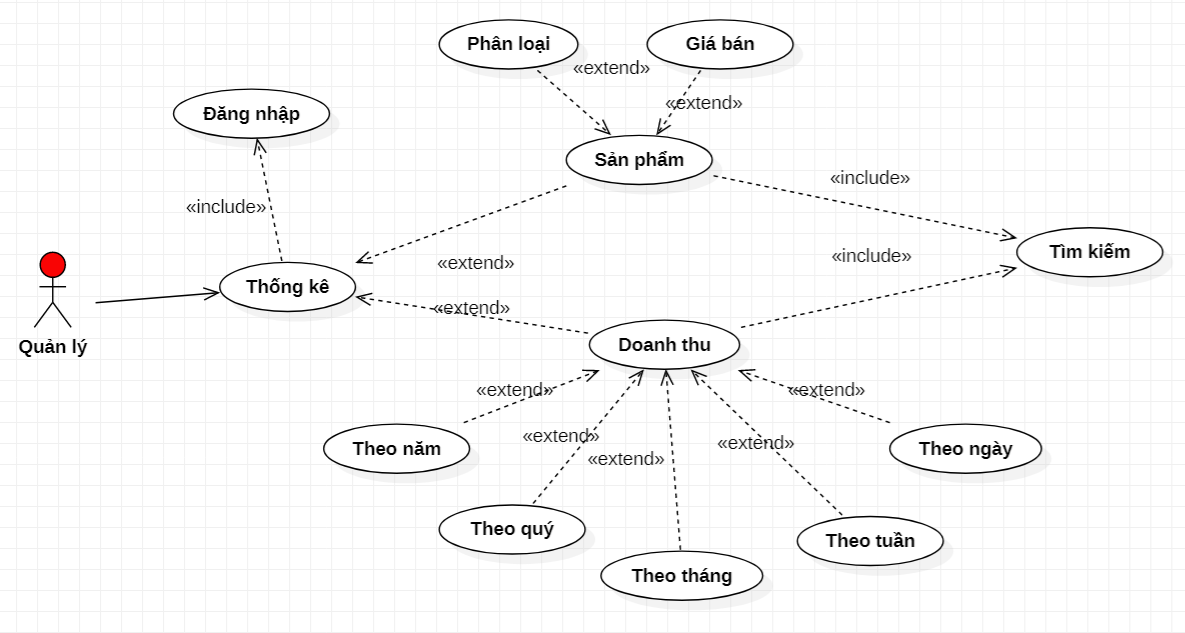 Phân loại
Giá bán
«extend»
«extend»
Đăng nhập
Sản phẩm
«include»
«include»
Tìm kiếm
«include»
«extend»
Thống kê
«extend»
Quản lý
Doanh thu
«extend»
«extend»
«extend»
«extend»
«extend»
Theo năm
Theo ngày
Theo quý
Theo tuần
Theo tháng